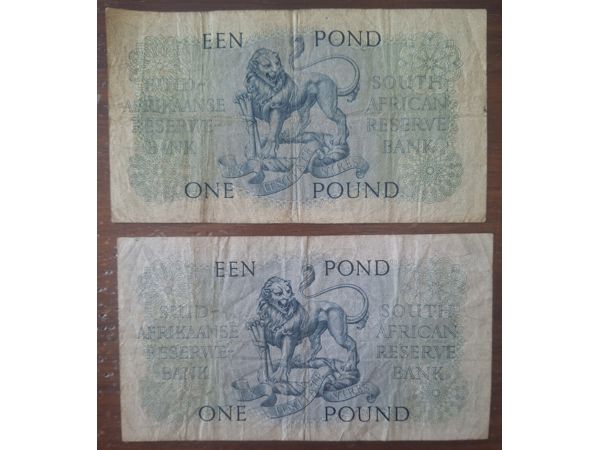 EEN POND
SUID- SOUTH
AFRIKAANSE AFRICAN
RESERWE- RESERVE
BANK BANK
ONE POUND
EEN POND
SUID- SOUTH
AFRIKAANSE AFRICAN
RESERWE- RESERVE
BANK BANK
ONE POUND